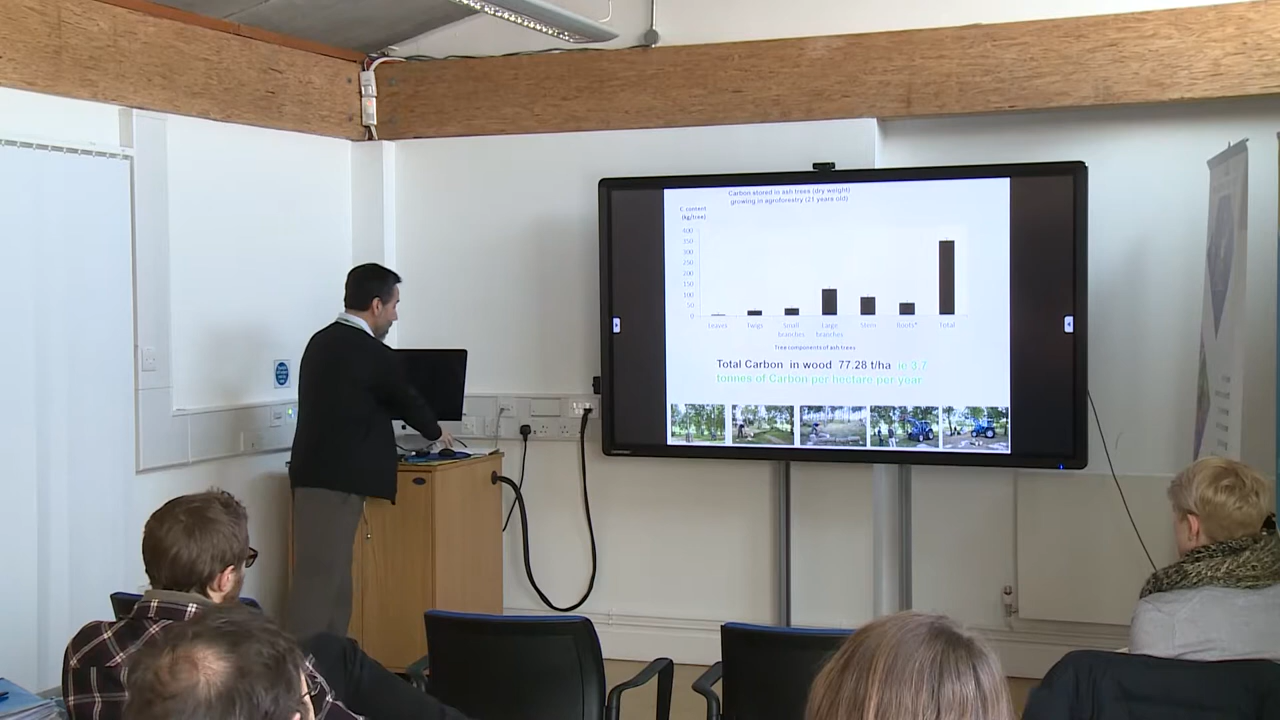 Carbon stored in ash trees (dry weight)
growing in agroforestry (21 years old)
C content
(kg/tree)
400
350
300
250
200
150
100
50
0
Leaves
Twigs
Small
branches
Large
branches
Stem
Roots*
Total
Tree components of ash trees
Total Carbon in wood 77.28 t/ha ie 3.7
tonnes of Carbon per hectare per year